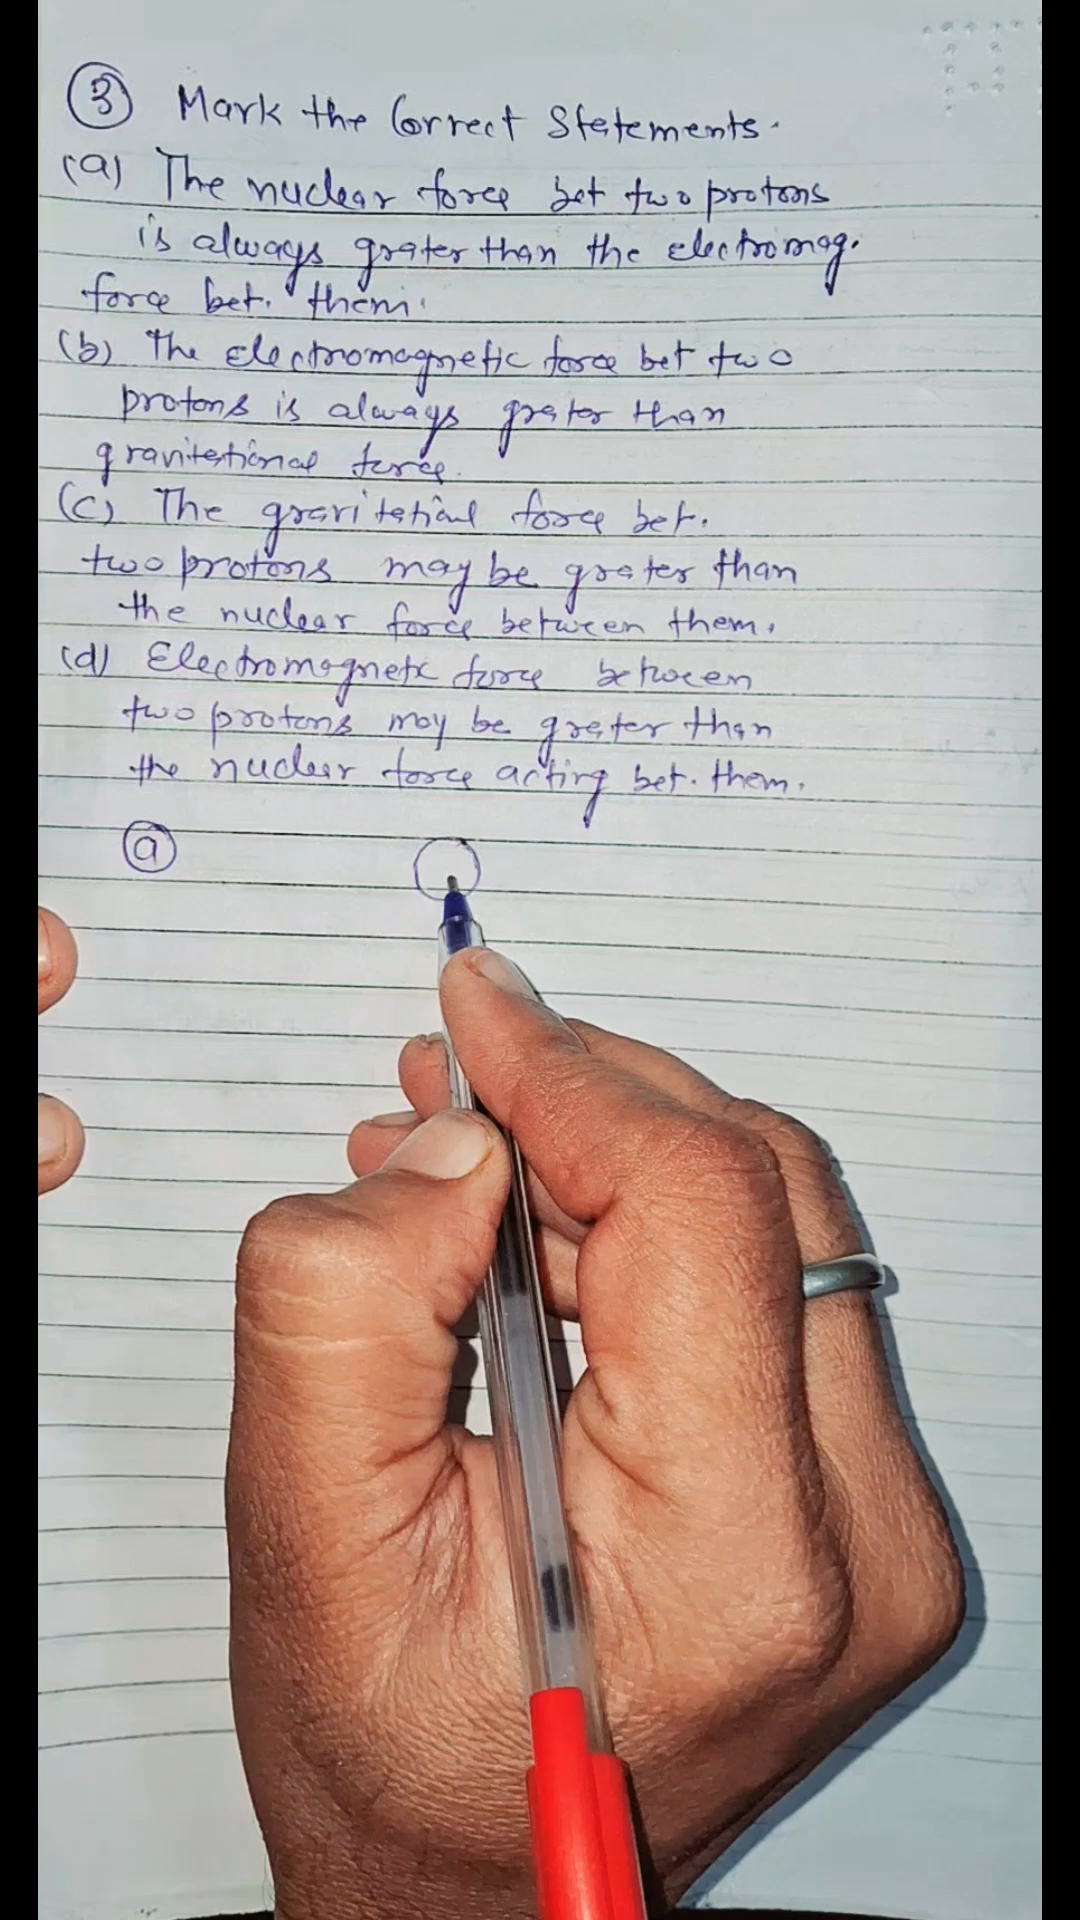 3 Mark the Correct Statements.
(a) The nuclear force bet two protons
is always grater than the electromag.
force bet. them.
(b) The electromagnetic force bet two
protons is always grater than
gravitational force.
(c) The gravitational force bet.
two protons may be greater than
the nuclear force between them.
(d) Electromagnetic force between
two protons may be greater than
the nuclear force acting bet. them.
a